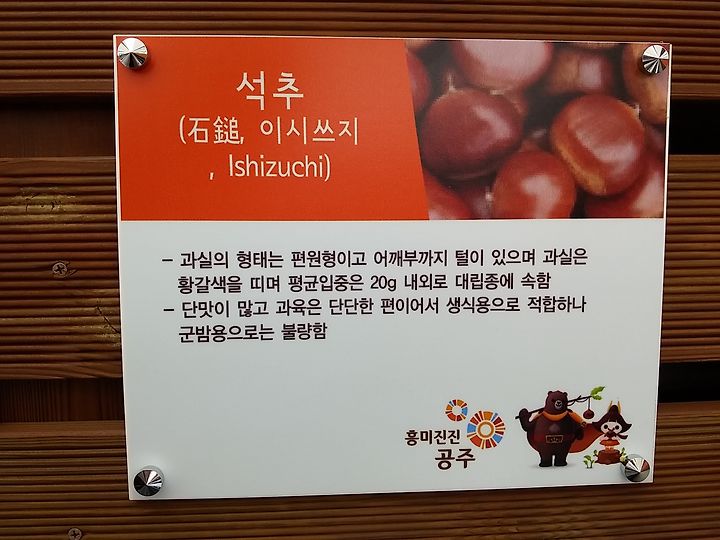 석추
(石鎚, 이시쓰지
, Ishizuchi)
- 과실의 형태는 편원형이고 어깨부까지 털이 있으며 과실은
황갈색을 띠며 평균입중은 20g 내외로 대립종에 속함
- 단맛이 많고 과육은 단단한 편이어서 생식용으로 적합하나
군밤용으로는 불량함
흥미진진
공주